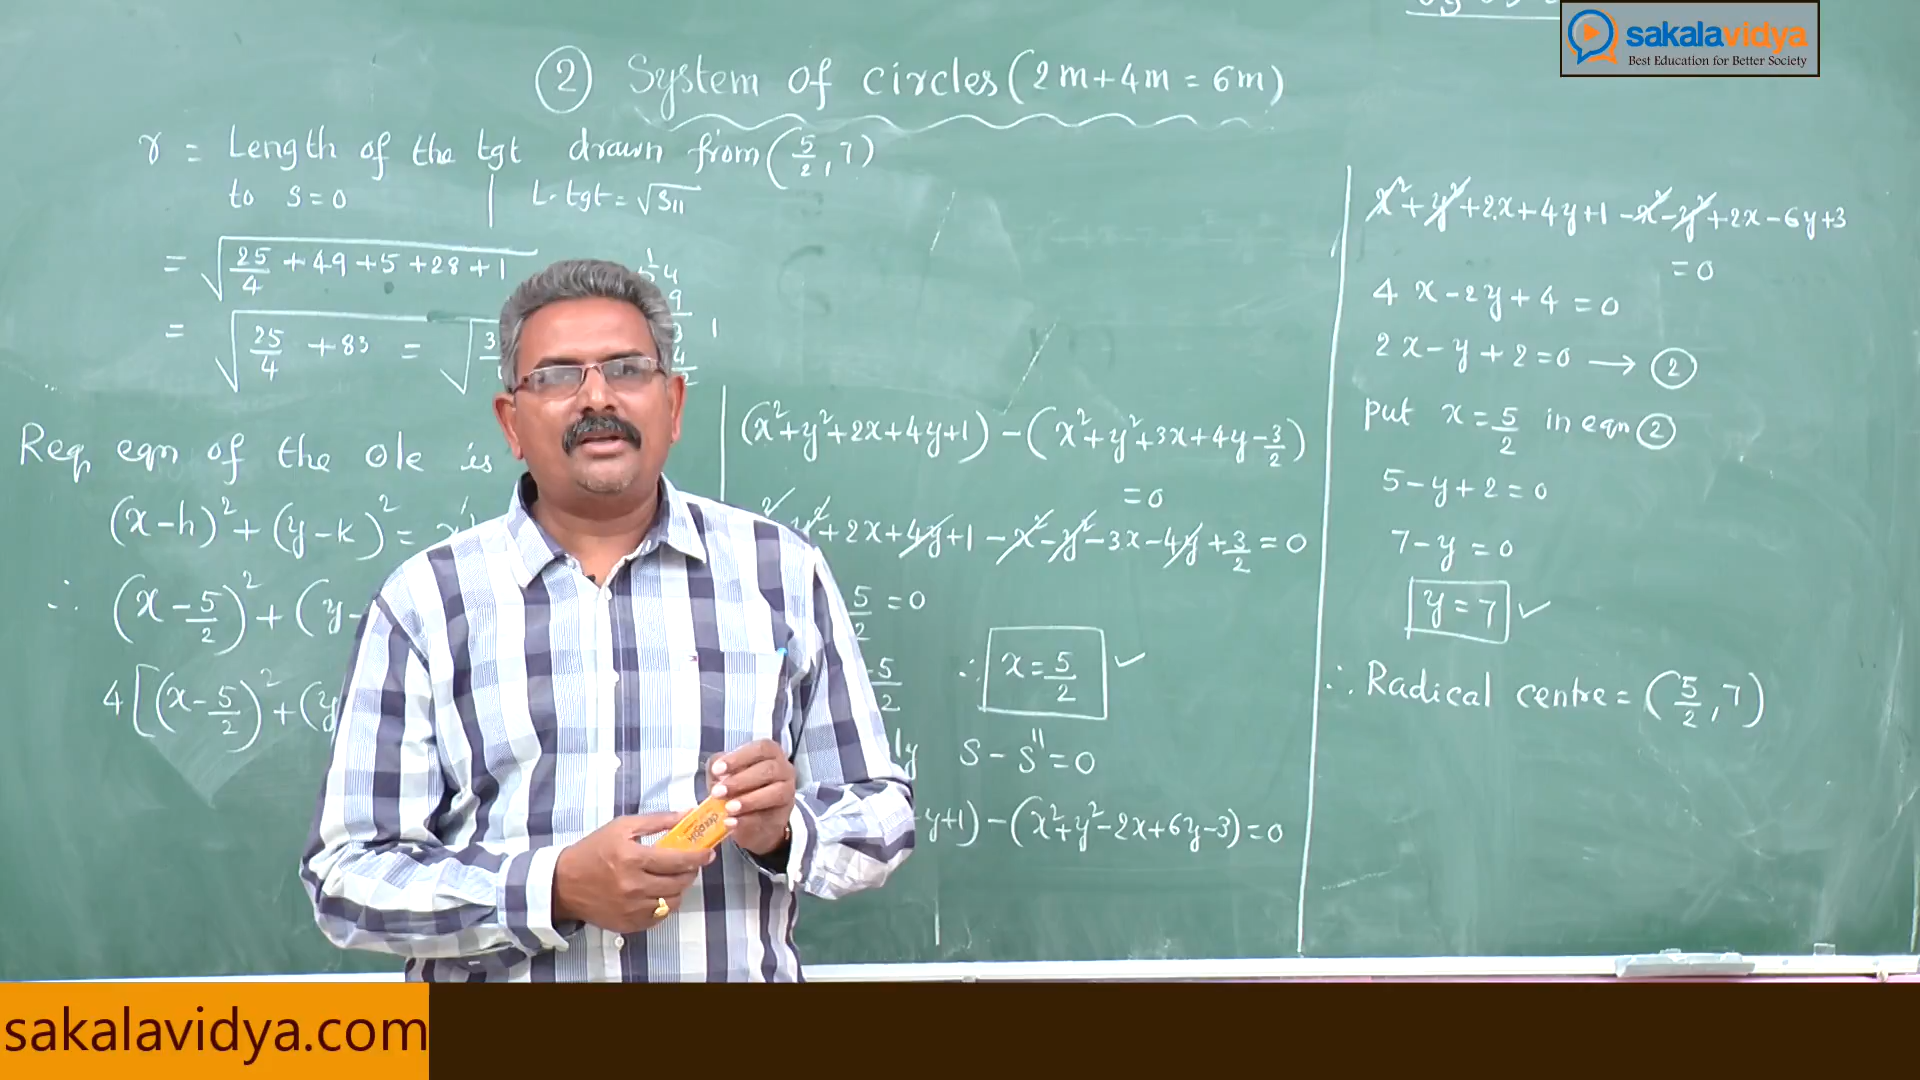 sakalavidya
Best Education for Better Society
② System of circles (2m+4m = 6m)
r = Length of the tgt drawn from (5/2, 7)
to S=0 | L. tgt = √S₁₁
= √(25/4 + 49 + 5 + 28 + 1)
= √(25/4 + 83) = √
Req eqn of the ole is
(x-h)² + (y-k)² =
∴ (x - 5/2)² + (y-
4[(x - 5/2)² + (y
(x²+y²+2x+4y+1) - (x²+y²+3x+4y-3/2)
= 0
+2x+4y+1 -x²-y²-3x-4y+3/2 = 0
5/2 = 0
∴ x = 5/2 ✓
ly S - S'' = 0
y+1) - (x²+y²-2x+6y-3) = 0
x²+y²+2x+4y+1 -x²-y²+2x-6y+3
= 0
4x-2y+4 = 0
2x-y+2=0 → ②
put x = 5/2 in eqn ②
5-y+2=0
7-y = 0
y = 7 ✓
∴ Radical centre = (5/2, 7)
sakalavidya.com